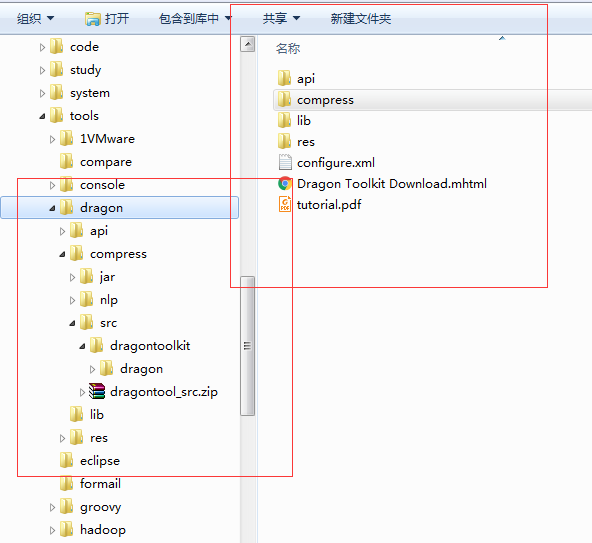 组织 打开 包含到库中 共享 新建文件夹
code
study
system
tools
1VMware
compare
console
dragon
api
compress
jar
nlp
src
dragontoolkit
dragon
dragontool_src.zip
lib
res
eclipse
formail
groovy
hadoop
名称
api
compress
lib
res
configure.xml
Dragon Toolkit Download.mhtml
tutorial.pdf